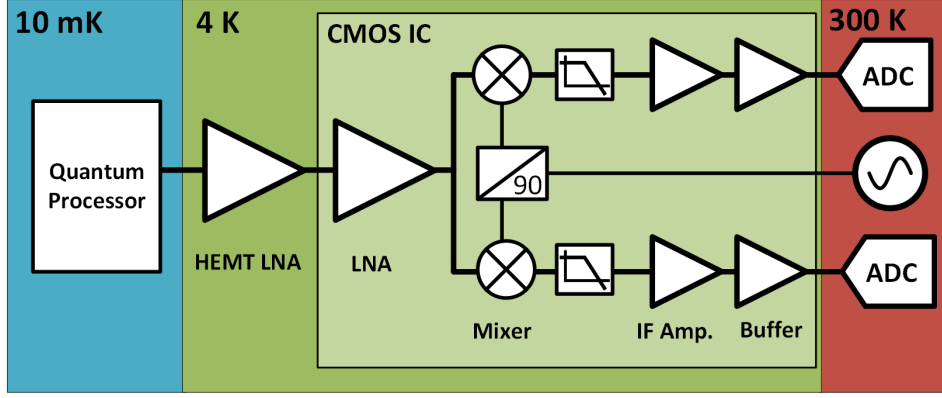 10 mK
4 K
CMOS IC
300 K
ADC
Quantum
Processor
90
HEMT LNA
LNA
ADC
Mixer
IF Amp.
Buffer